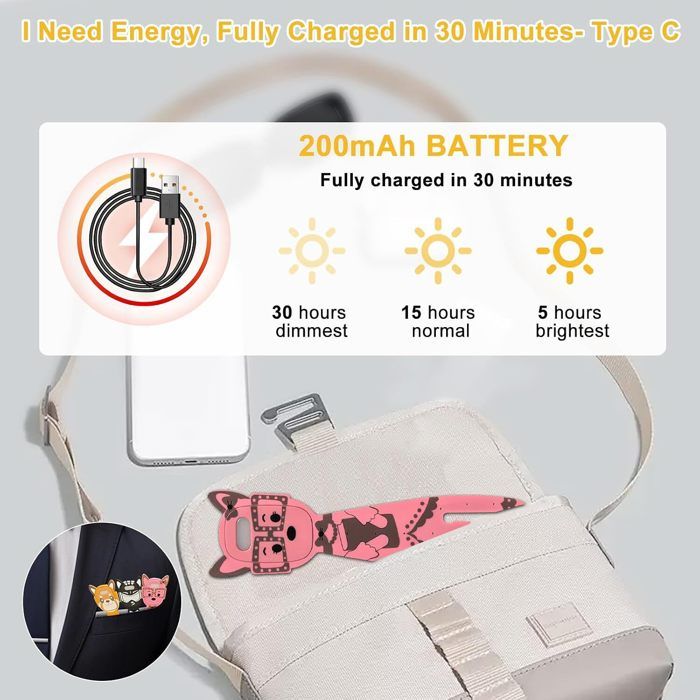 I Need Energy, Fully Charged in 30 Minutes- Type C
200mAh BATTERY
Fully charged in 30 minutes
30 hours
dimmest
15 hours
normal
5 hours
brightest